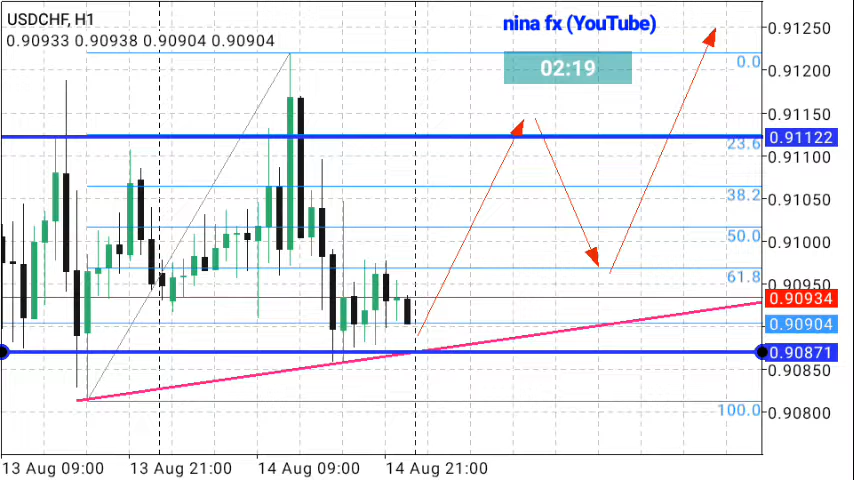 USDCHF, H1
nina fx (YouTube)
0.90933 0.90938 0.90904 0.90904
02:19
0.91250
0.0
0.91200
0.91150
0.91122
23.6
0.91100
38.2
0.91050
50.0
0.91000
61.8
0.90950
0.90934
0.90904
0.90871
0.90850
100.0
0.90800
13 Aug 09:00
13 Aug 21:00
14 Aug 09:00
14 Aug 21:00